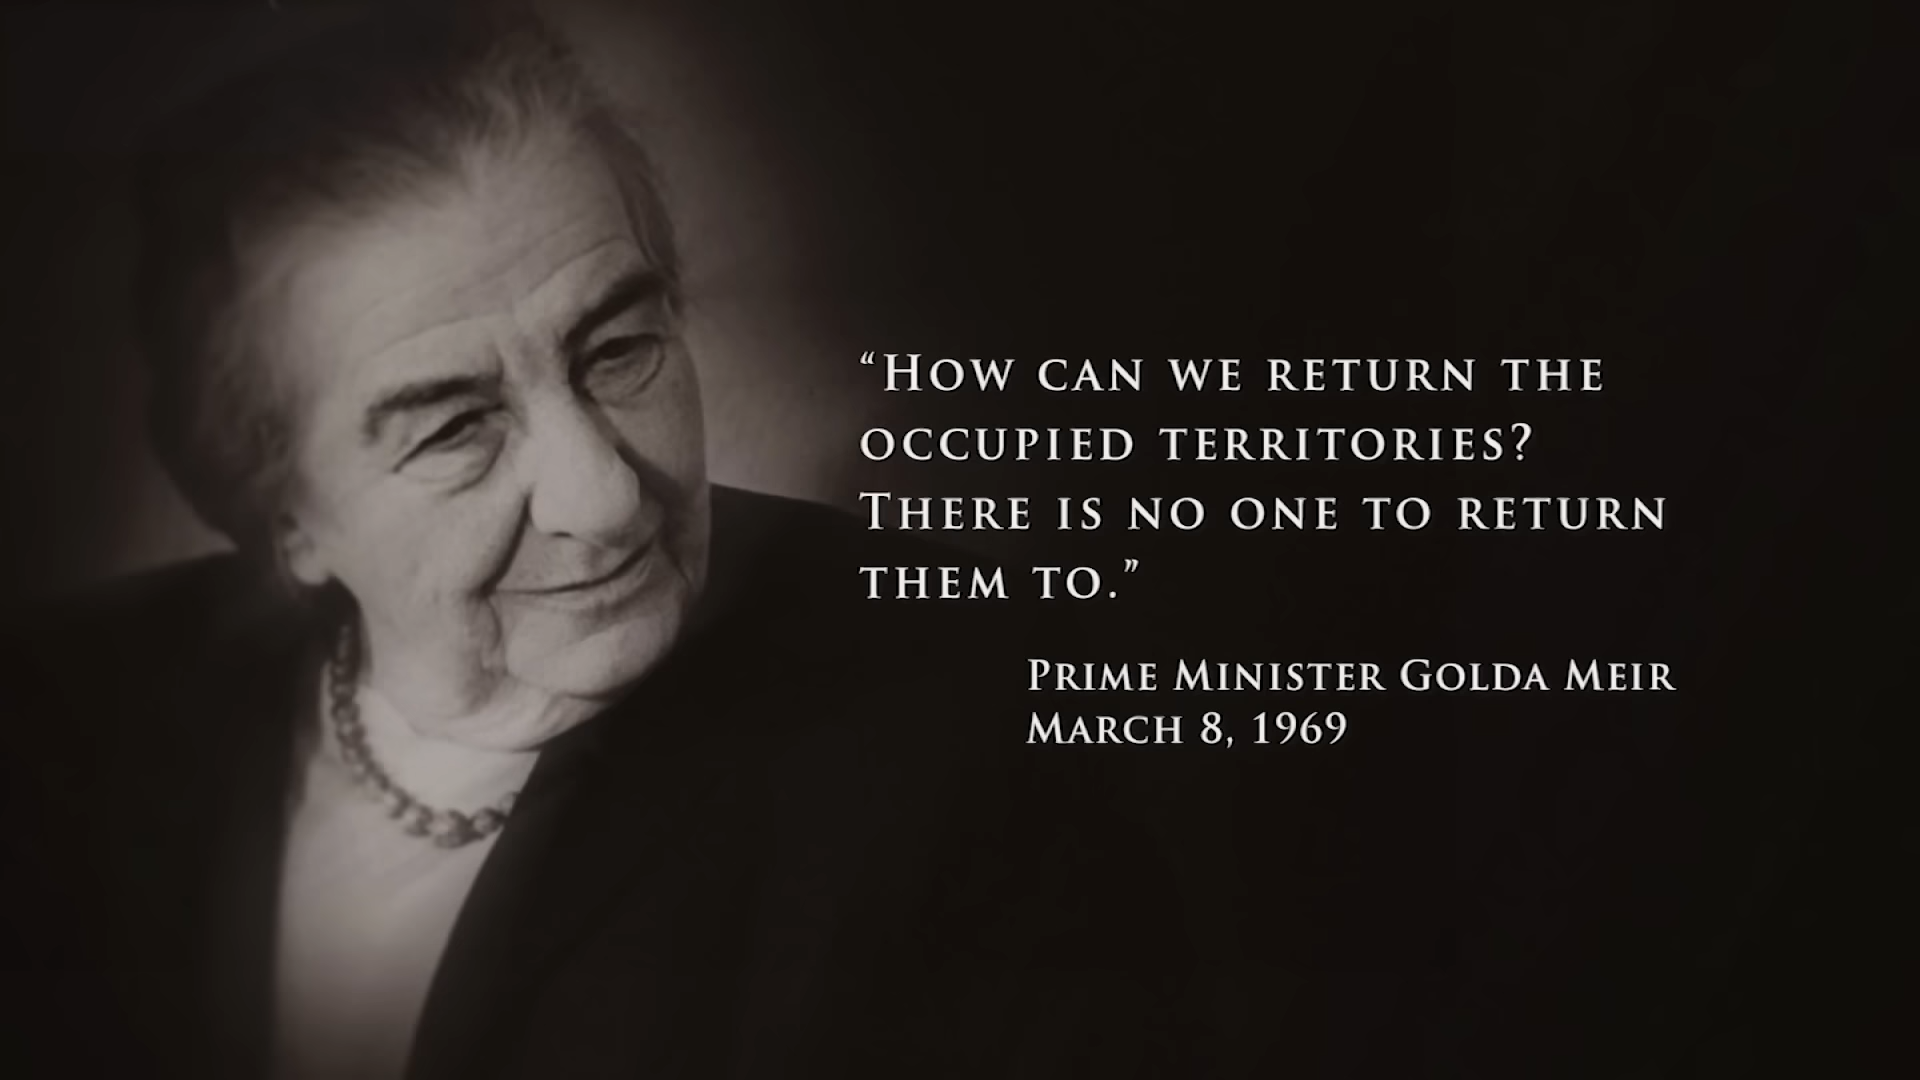 “How can we return the
occupied territories?
There is no one to return
them to.”
Prime Minister Golda Meir
March 8, 1969